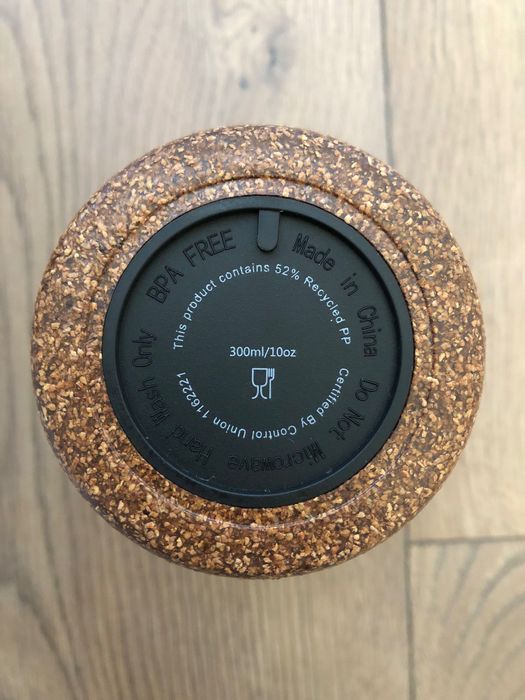 BPA FREE
Made in China
Do Not Microwave
Hand Wash Only
This product contains 52% Recycled PP
Certified By Control Union 1162221
300ml/10oz